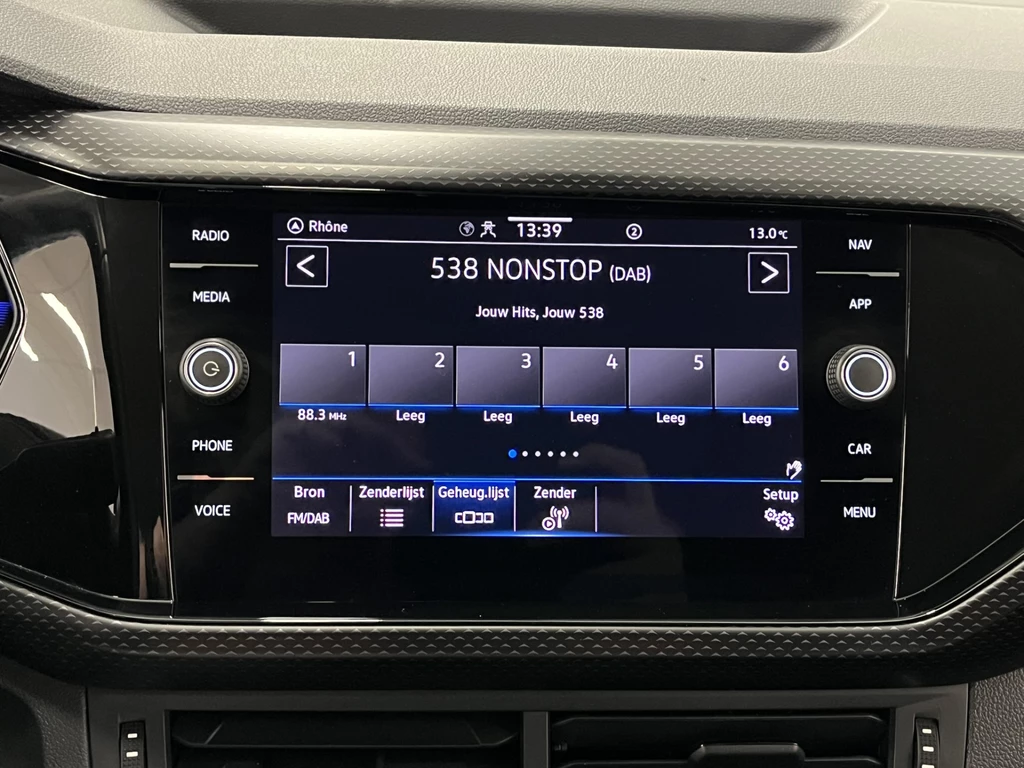 RADIO
MEDIA
PHONE
VOICE
Rhône
13:39
2
13.0°C
538 NONSTOP (DAB)
Jouw Hits, Jouw 538
1 2 3 4 5 6
88.3 MHz Leeg Leeg Leeg Leeg Leeg
Bron Zenderlijst Geheug.lijst Zender Setup
FM/DAB
NAV
APP
CAR
MENU